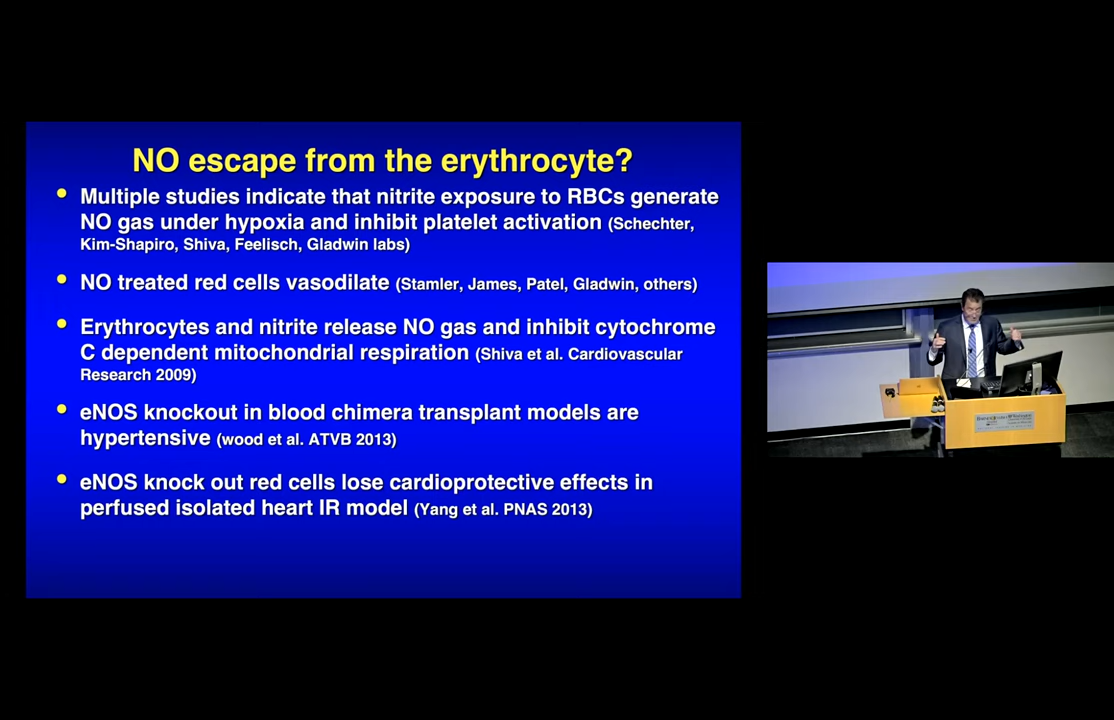 NO escape from the erythrocyte?
• Multiple studies indicate that nitrite exposure to RBCs generate
NO gas under hypoxia and inhibit platelet activation (Schechter,
Kim-Shapiro, Shiva, Feelisch, Gladwin labs)
• NO treated red cells vasodilate (Stamler, James, Patel, Gladwin, others)
• Erythrocytes and nitrite release NO gas and inhibit cytochrome
C dependent mitochondrial respiration (Shiva et al. Cardiovascular
Research 2009)
• eNOS knockout in blood chimera transplant models are
hypertensive (wood et al. ATVB 2013)
• eNOS knock out red cells lose cardioprotective effects in
perfused isolated heart IR model (Yang et al. PNAS 2013)